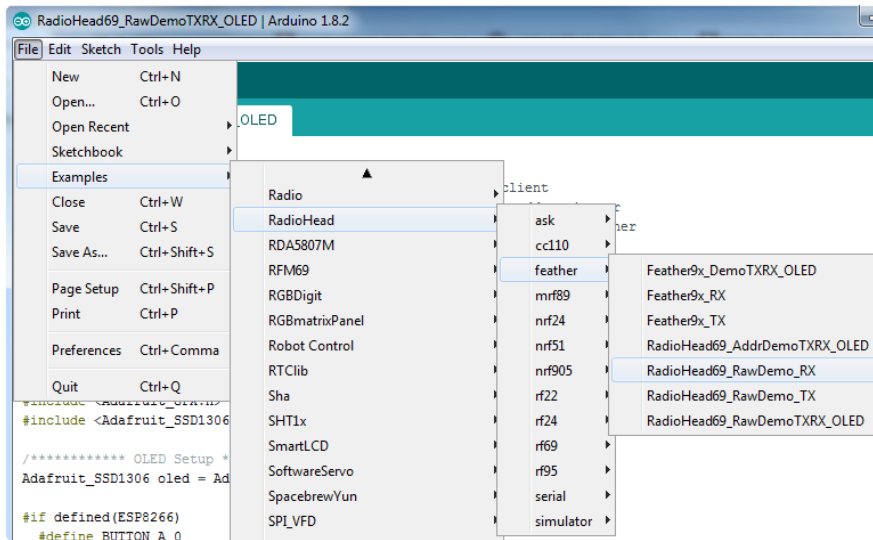 RadioHead69_RawDemoTXRX_OLED | Arduino 1.8.2
File Edit Sketch Tools Help
New Ctrl+N
Open... Ctrl+O
Open Recent
Sketchbook
Examples
Close Ctrl+W
Save Ctrl+S
Save As... Ctrl+Shift+S
Page Setup Ctrl+Shift+P
Print Ctrl+P
Preferences Ctrl+Comma
Quit Ctrl+Q
_OLED
Radio
RadioHead
RDA5807M
RFM69
RGBDigit
RGBmatrixPanel
Robot Control
RTClib
Sha
SHT1x
SmartLCD
SoftwareServo
SpacebrewYun
SPI_VFD
client
ask
cc110
feather
mrf89
nrf24
nrf51
nrf905
rf22
rf24
rf69
rf95
serial
simulator
Feather9x_DemoTXRX_OLED
Feather9x_RX
Feather9x_TX
RadioHead69_AddrDemoTXRX_OLED
RadioHead69_RawDemo_RX
RadioHead69_RawDemo_TX
RadioHead69_RawDemoTXRX_OLED
#include <Adafruit_GFX.h>
#include <Adafruit_SSD1306
/************ OLED Setup *
Adafruit_SSD1306 oled = Ad
#if defined(ESP8266)
#define BUTTON_A 0